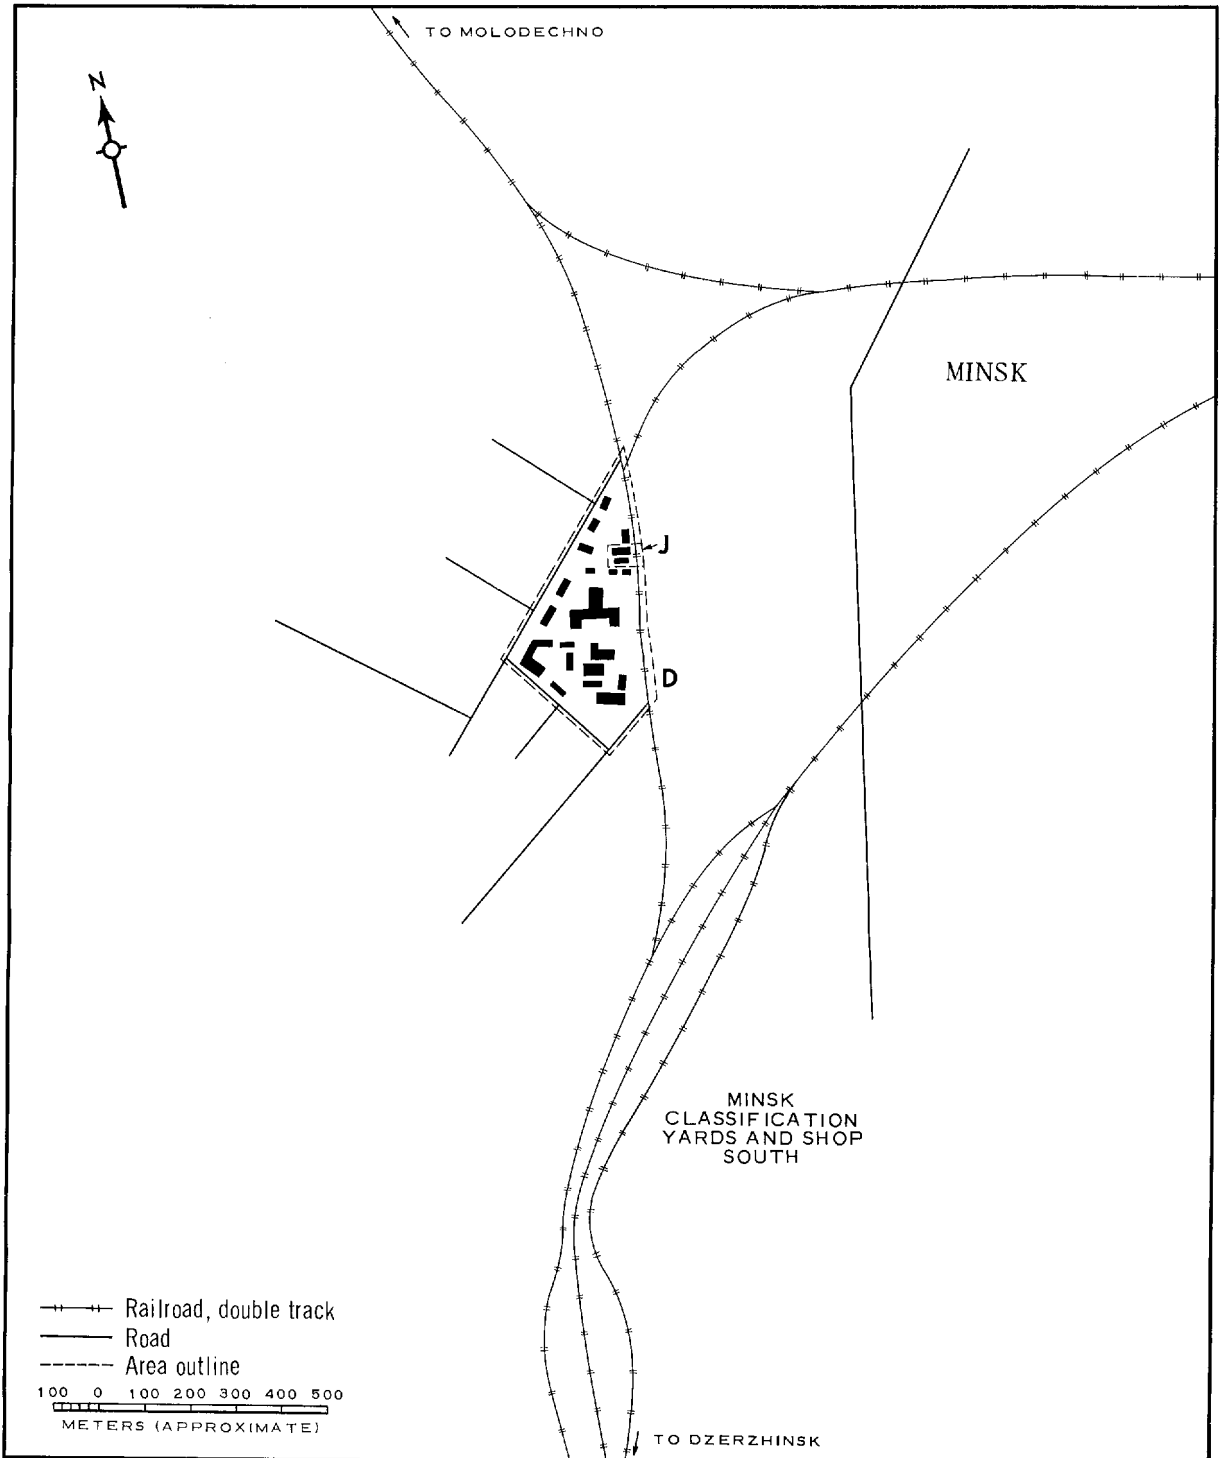 TO MOLODECHNO
N
MINSK
J
D
MINSK
CLASSIFICATION
YARDS AND SHOP
SOUTH
Railroad, double track
Road
Area outline
100 0 100 200 300 400 500
METERS (APPROXIMATE)
TO DZERZHINSK